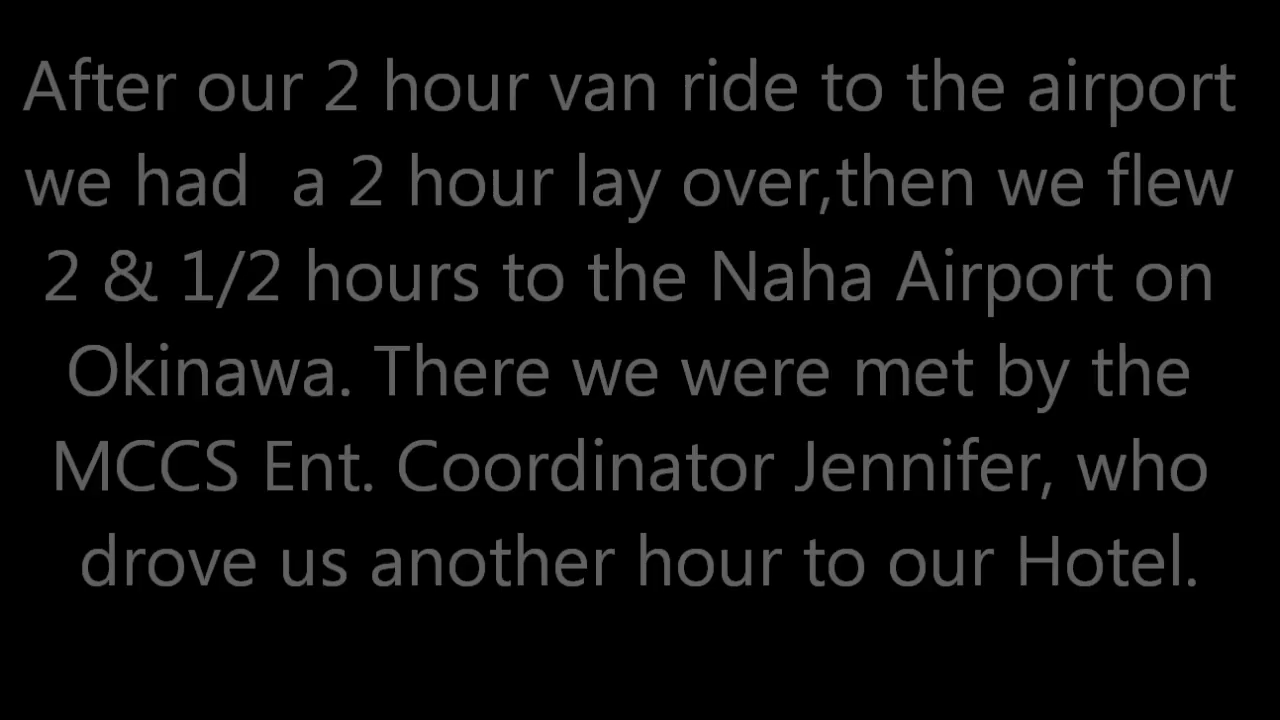 After our 2 hour van ride to the airport
we had  a 2 hour lay over,then we flew
2 & 1/2 hours to the Naha Airport on
Okinawa. There we were met by the
MCCS Ent. Coordinator Jennifer, who
drove us another hour to our Hotel.